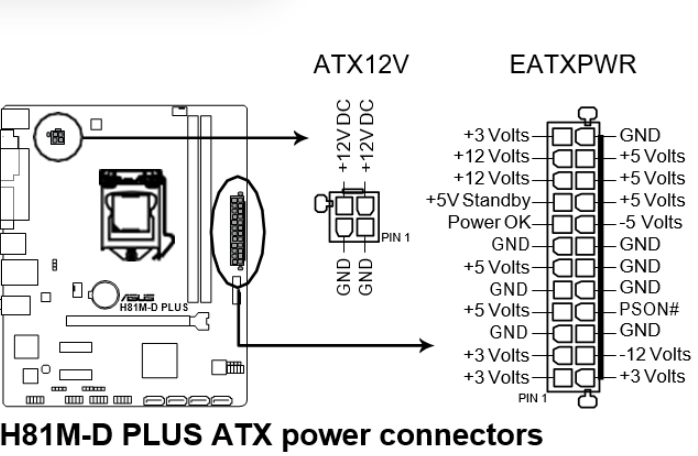 ATX12V
EATXPWR
+12V DC
+12V DC
GND
GND
PIN 1
+3 Volts GND
+12 Volts +5 Volts
+12 Volts +5 Volts
+5V Standby +5 Volts
Power OK -5 Volts
GND GND
+5 Volts GND
GND GND
+5 Volts PSON#
GND GND
+3 Volts -12 Volts
+3 Volts +3 Volts
PIN 1
ASUS
H81M-D PLUS
H81M-D PLUS ATX power connectors